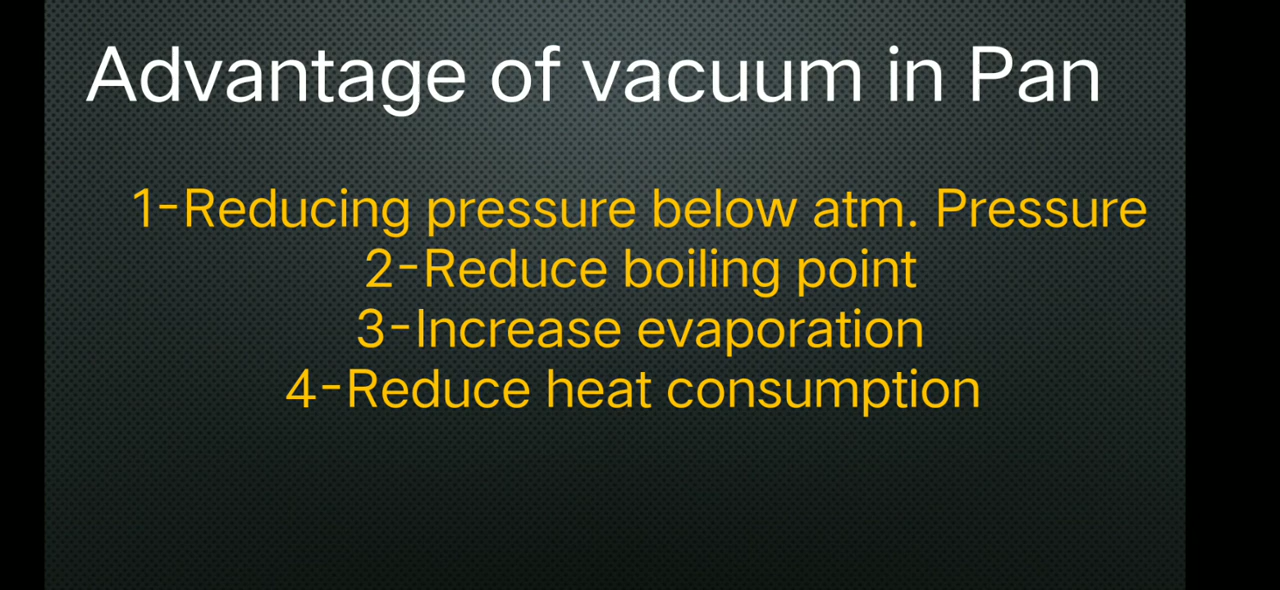 Advantage of vacuum in Pan
1-Reducing pressure below atm. Pressure
2-Reduce boiling point
3-Increase evaporation
4-Reduce heat consumption